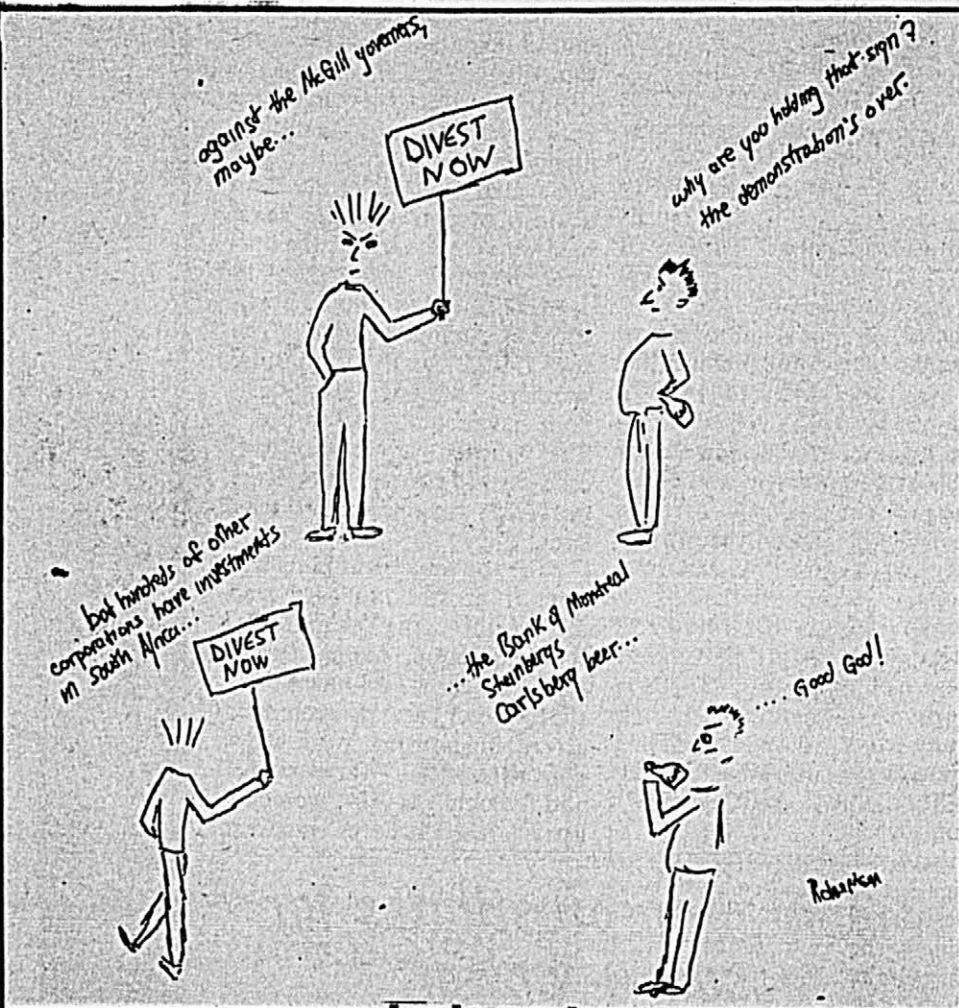 why are you holding that sign?
the demonstration's over.
against the McGill governors,
maybe...
DIVEST
NOW
but hundreds of other
corporations have investments
in South Africa...
DIVEST
NOW
...the Bank of Montreal
Steinbergs
Carlsberg beer...
.... Good God!
Robertson